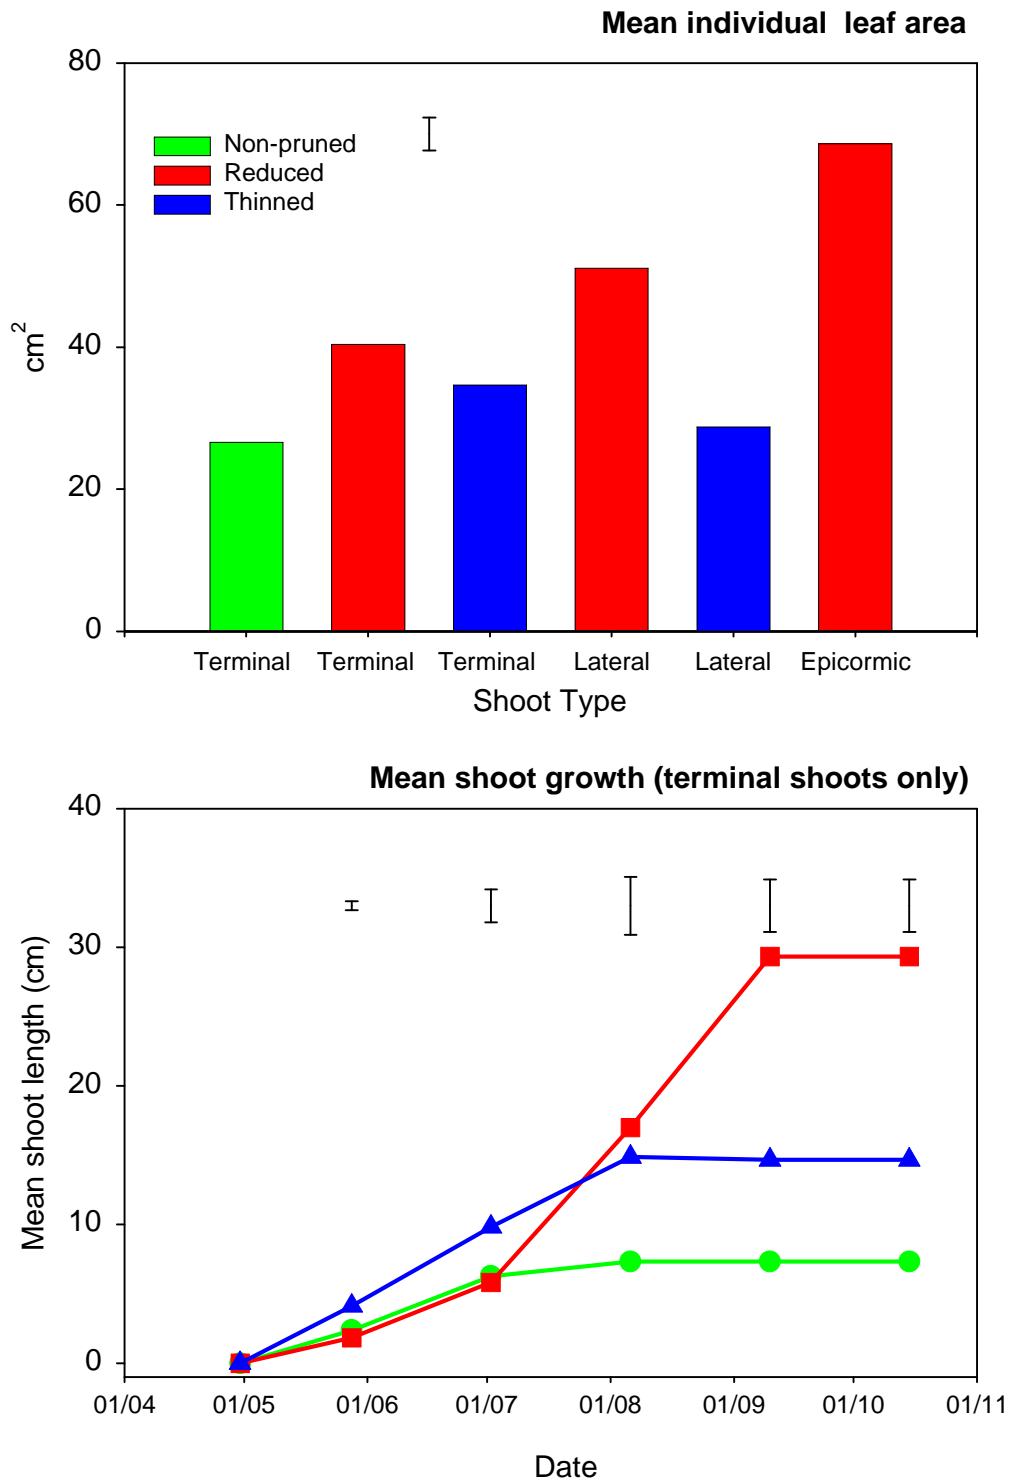 Mean individual  leaf area
80
60
40
20
0
cm²
Non-pruned
Reduced
Thinned
Terminal Terminal Terminal Lateral Lateral Epicormic
Shoot Type
Mean shoot growth (terminal shoots only)
40
30
20
10
0
Mean shoot length (cm)
01/04 01/05 01/06 01/07 01/08 01/09 01/10 01/11
Date